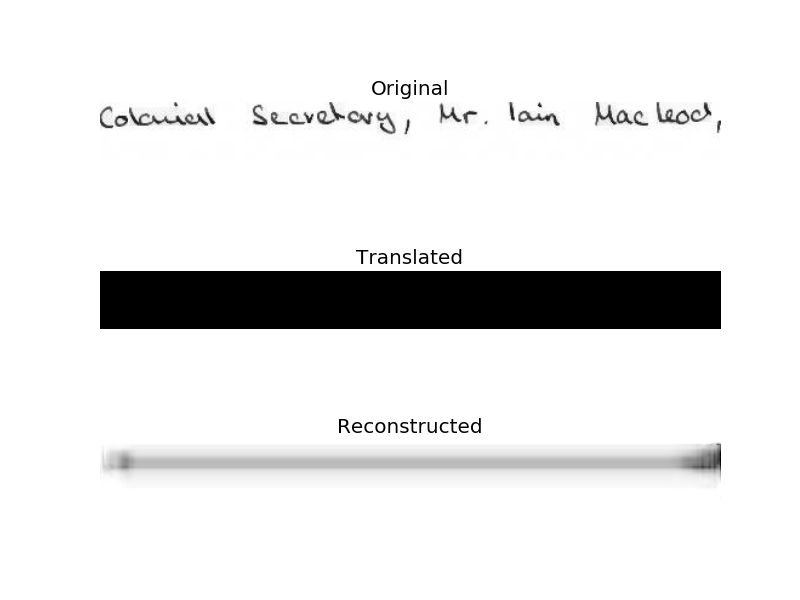 Original
Colonial Secretary, Mr. Iain Macleod,
Translated
Reconstructed